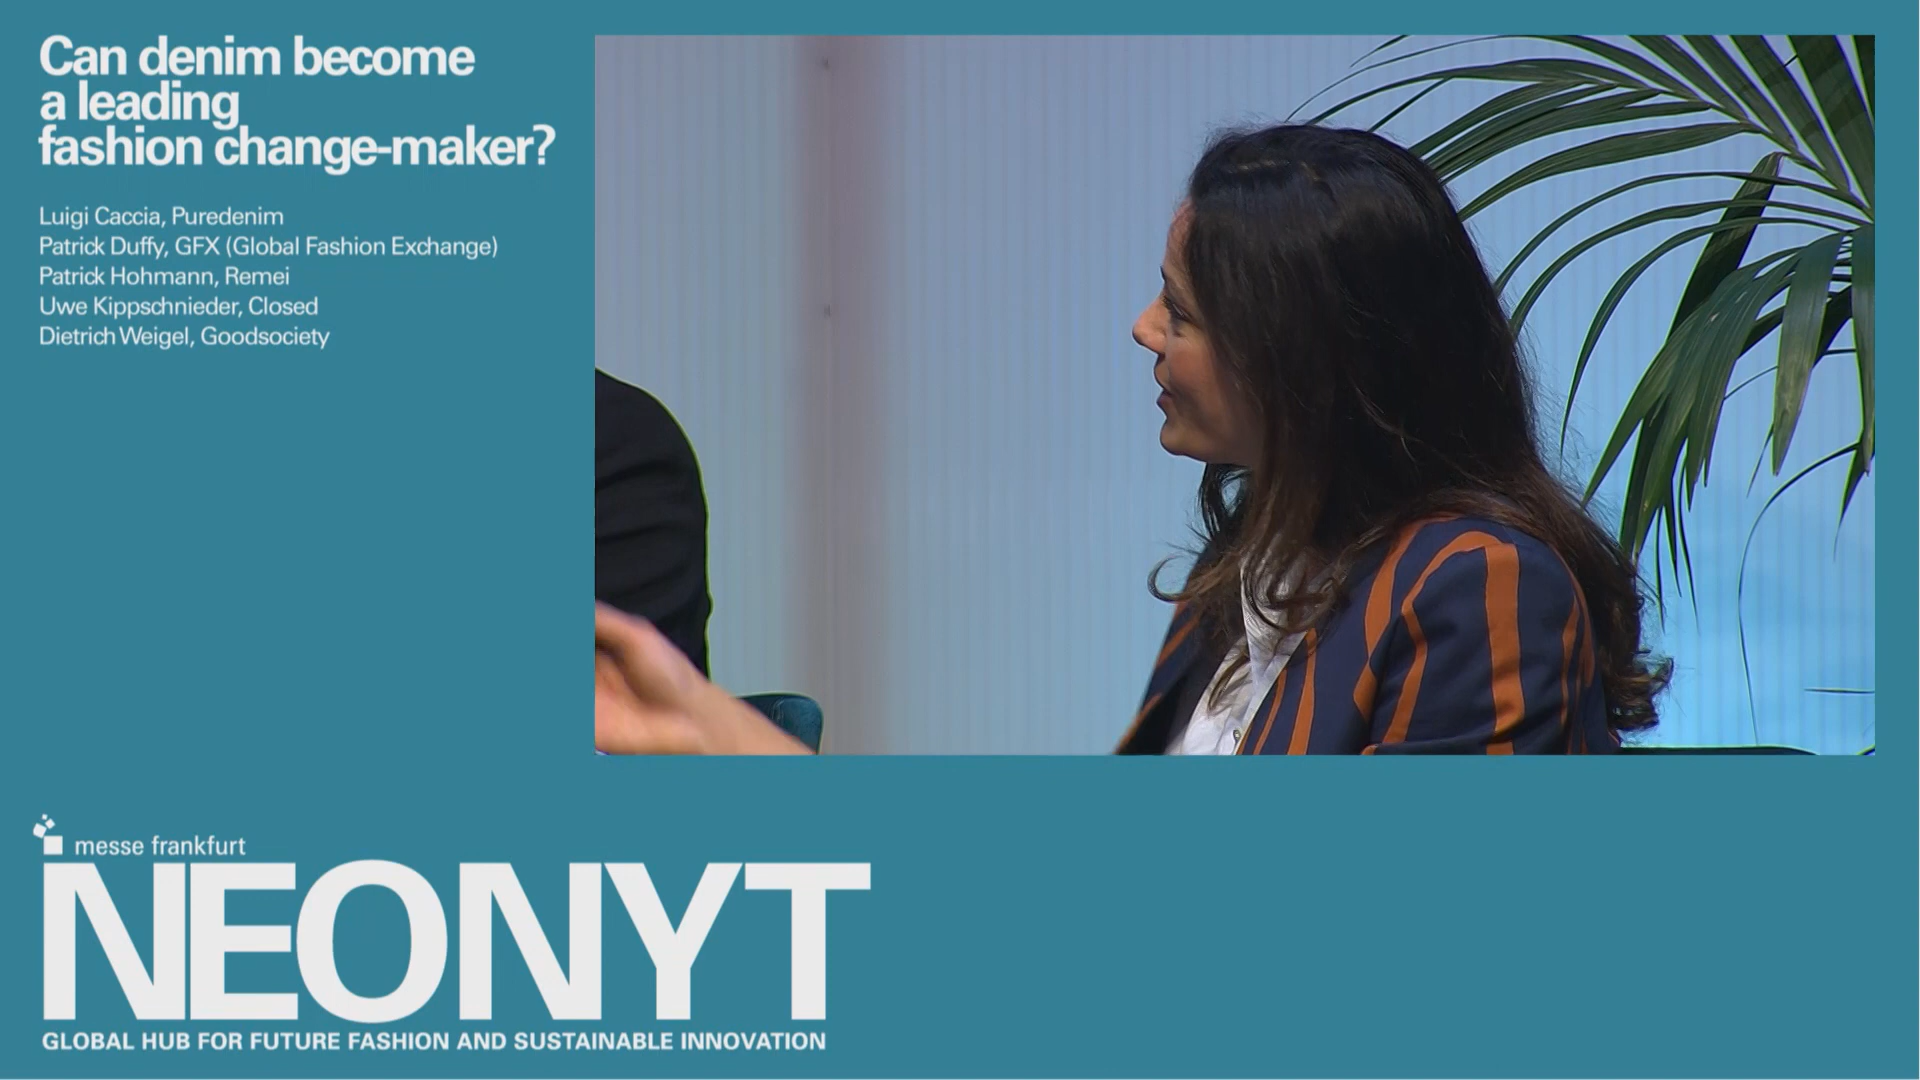 Can denim become
a leading
fashion change-maker?
Luigi Caccia, Puredenim
Patrick Duffy, GFX (Global Fashion Exchange)
Patrick Hohmann, Remei
Uwe Kippschnieder, Closed
Dietrich Weigel, Goodsociety
messe frankfurt
NEONYT
GLOBAL HUB FOR FUTURE FASHION AND SUSTAINABLE INNOVATION